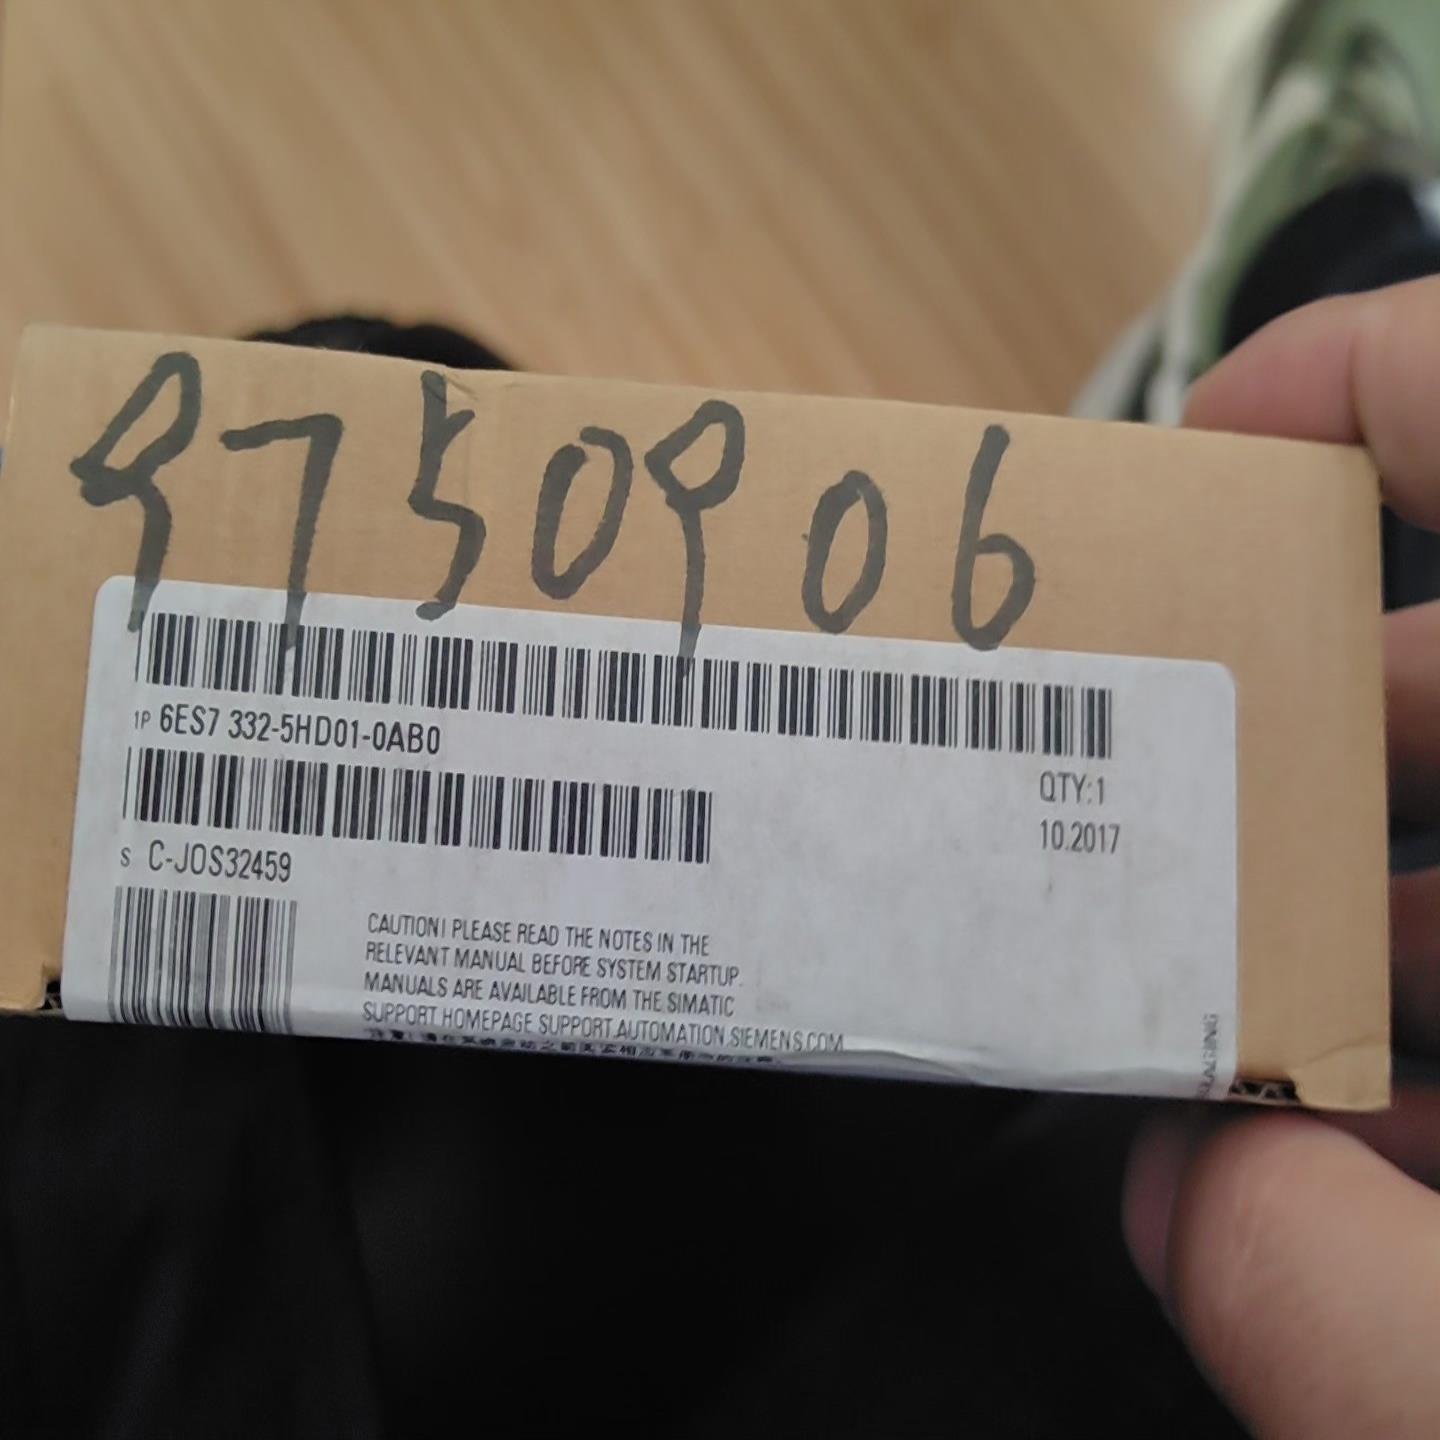 9750906
1P 6ES7 332-5HD01-0AB0
QTY:1
10.2017
S C-JOS32459
CAUTION! PLEASE READ THE NOTES IN THE
RELEVANT MANUAL BEFORE SYSTEM STARTUP.
MANUALS ARE AVAILABLE FROM THE SIMATIC
SUPPORT HOMEPAGE SUPPORT.AUTOMATION.SIEMENS.COM